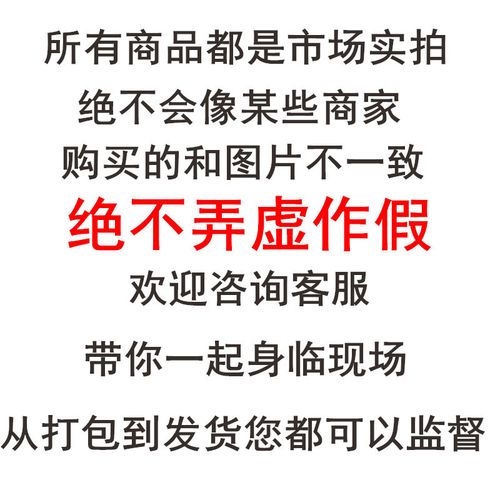 所有商品都是市场实拍
绝不会像某些商家
购买的和图片不一致
绝不弄虚作假
欢迎咨询客服
带你一起身临现场
从打包到发货您都可以监督